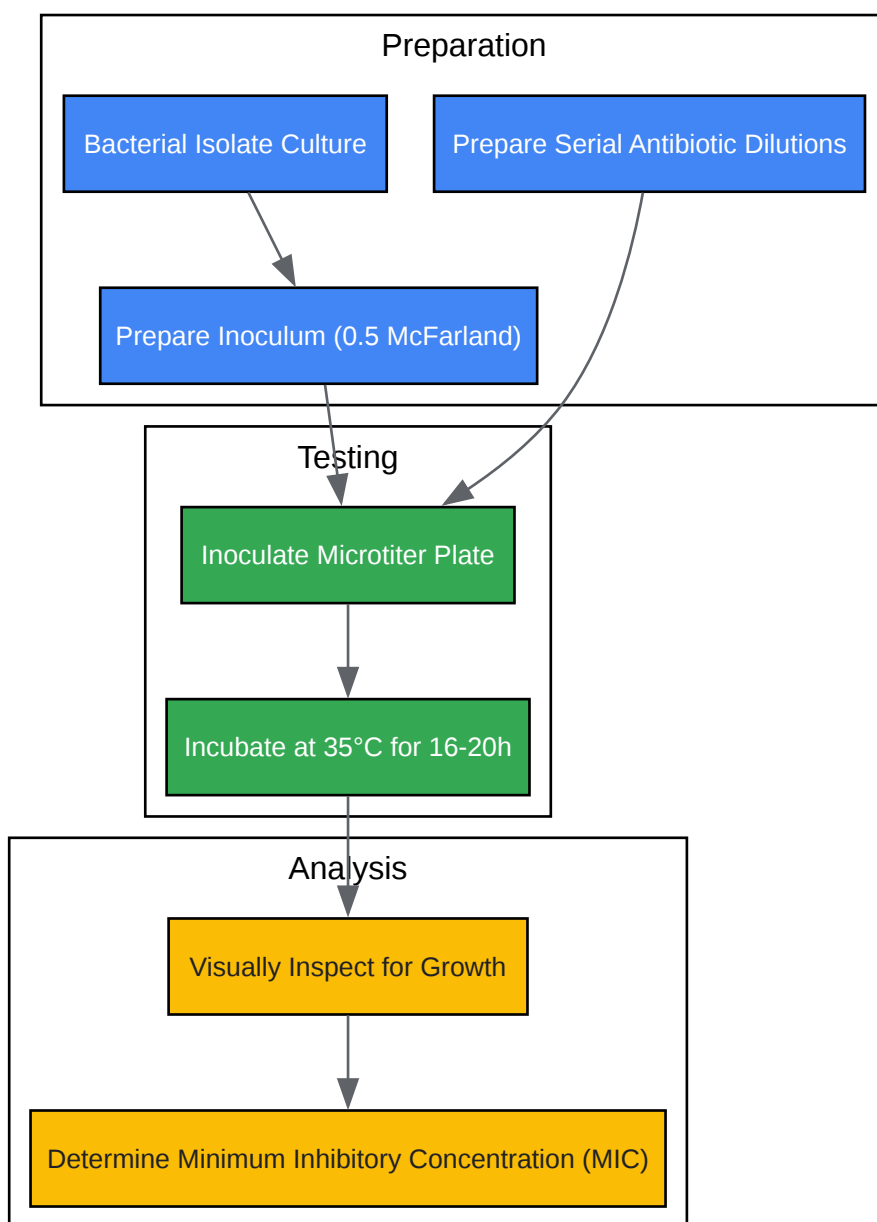 Preparation
Bacterial Isolate Culture
Prepare Serial Antibiotic Dilutions
Prepare Inoculum (0.5 McFarland)
Testing
Inoculate Microtiter Plate
Incubate at 35°C for 16-20h
Analysis
Visually Inspect for Growth
Determine Minimum Inhibitory Concentration (MIC)